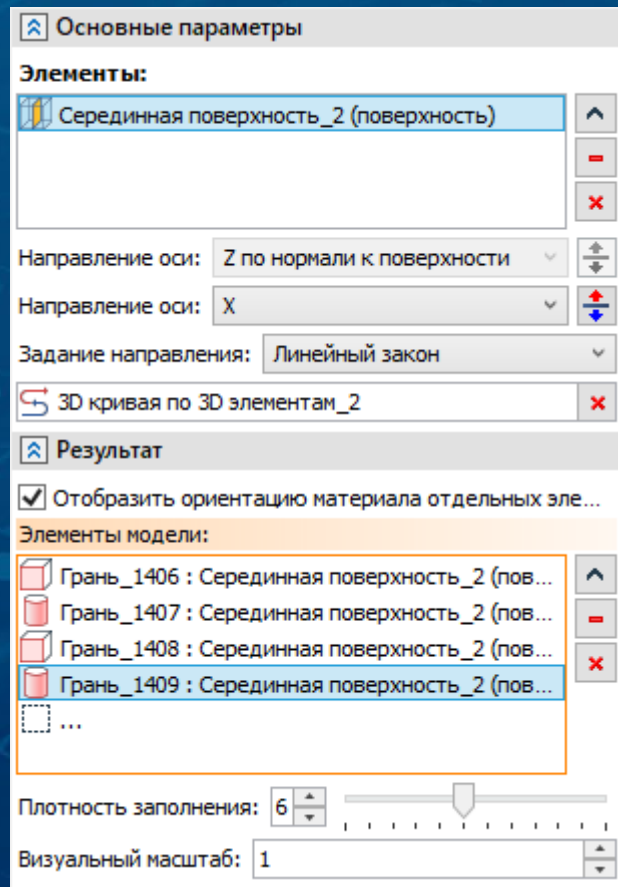 Основные параметры
Элементы:
Серединная поверхность_2 (поверхность)
Направление оси: Z по нормали к поверхности
Направление оси: X
Задание направления: Линейный закон
3D кривая по 3D элементам_2
Результат
Отобразить ориентацию материала отдельных эле...
Элементы модели:
Грань_1406 : Серединная поверхность_2 (пов...
Грань_1407 : Серединная поверхность_2 (пов...
Грань_1408 : Серединная поверхность_2 (пов...
Грань_1409 : Серединная поверхность_2 (пов...
...
Плотность заполнения: 6
Визуальный масштаб: 1